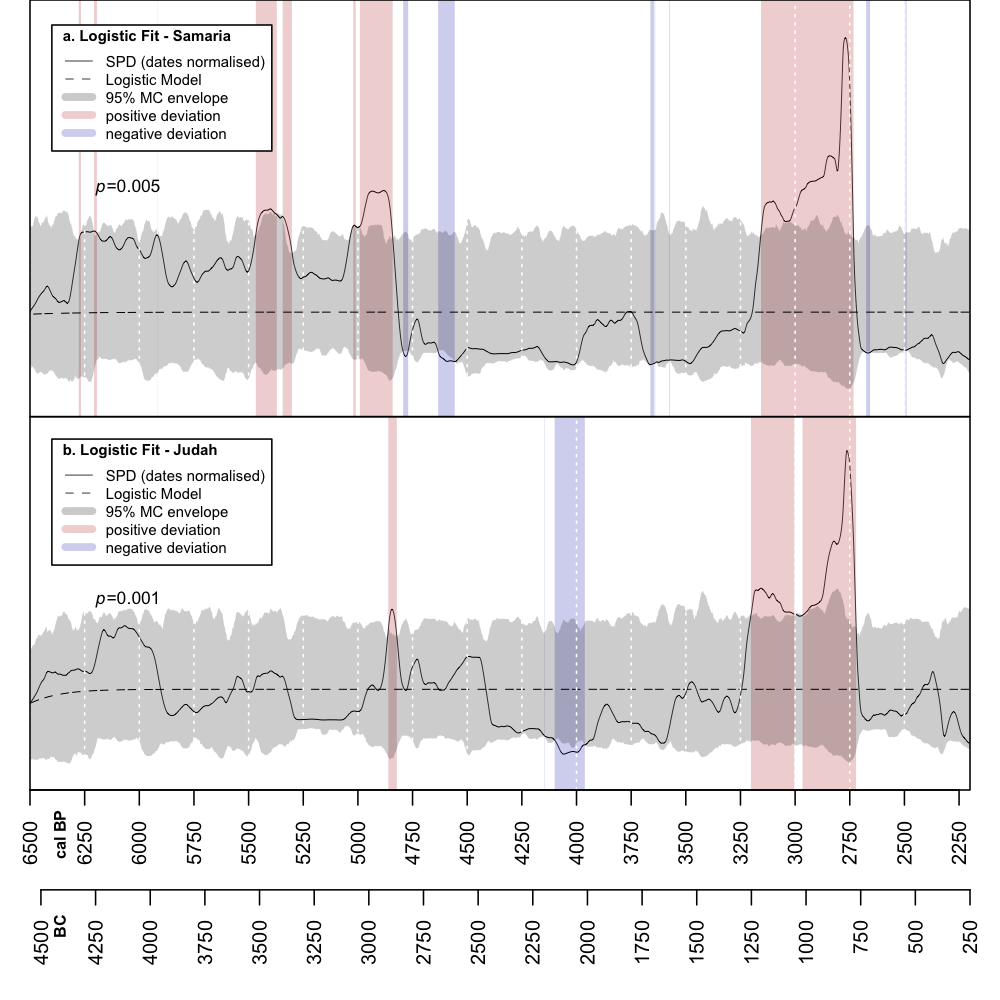 a. Logistic Fit - Samaria
SPD (dates normalised)
Logistic Model
95% MC envelope
positive deviation
negative deviation
p=0.005
b. Logistic Fit - Judah
SPD (dates normalised)
Logistic Model
95% MC envelope
positive deviation
negative deviation
p=0.001
6500 6250 6000 5750 5500 5250 5000 4750 4500 4250 4000 3750 3500 3250 3000 2750 2500 2250
cal BP
4500 4250 4000 3750 3500 3250 3000 2750 2500 2250 2000 1750 1500 1250 1000 750 500 250
BC